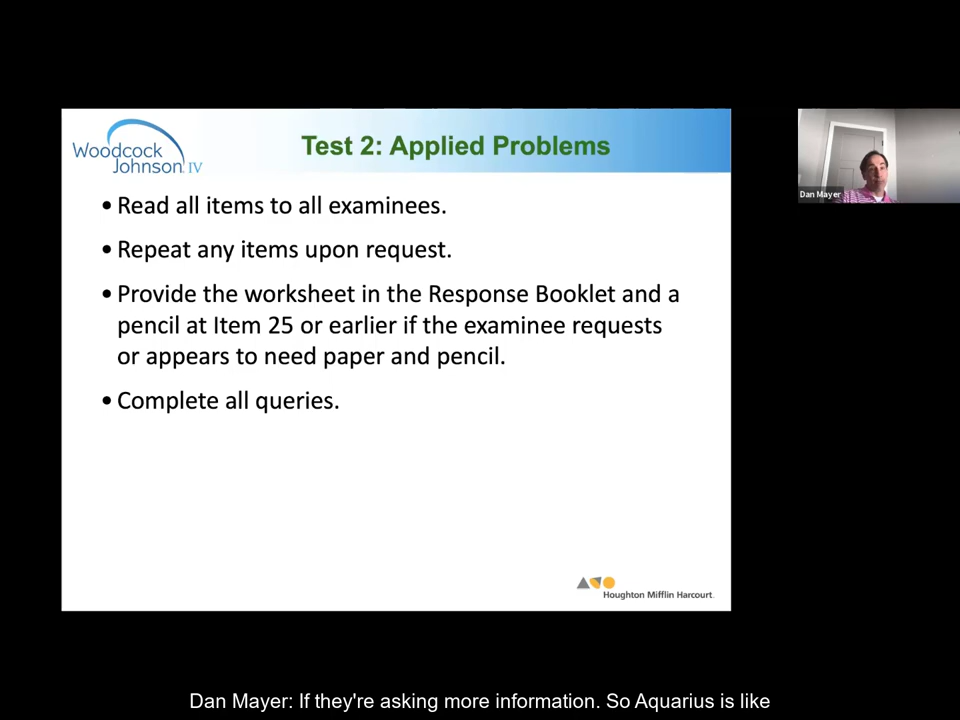 Woodcock
Johnson IV
Test 2: Applied Problems
• Read all items to all examinees.
• Repeat any items upon request.
• Provide the worksheet in the Response Booklet and a
pencil at Item 25 or earlier if the examinee requests
or appears to need paper and pencil.
• Complete all queries.
Houghton Mifflin Harcourt
Dan Mayer
Dan Mayer: If they're asking more information. So Aquarius is like